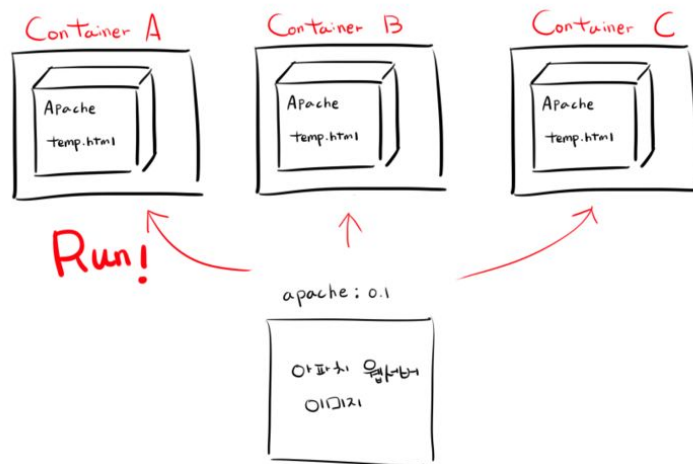 Container A
Container B
Container C
Apache
temp.html
Apache
temp.html
Apache
temp.html
Run!
apache: 0.1
아파치 웹서버
이미지